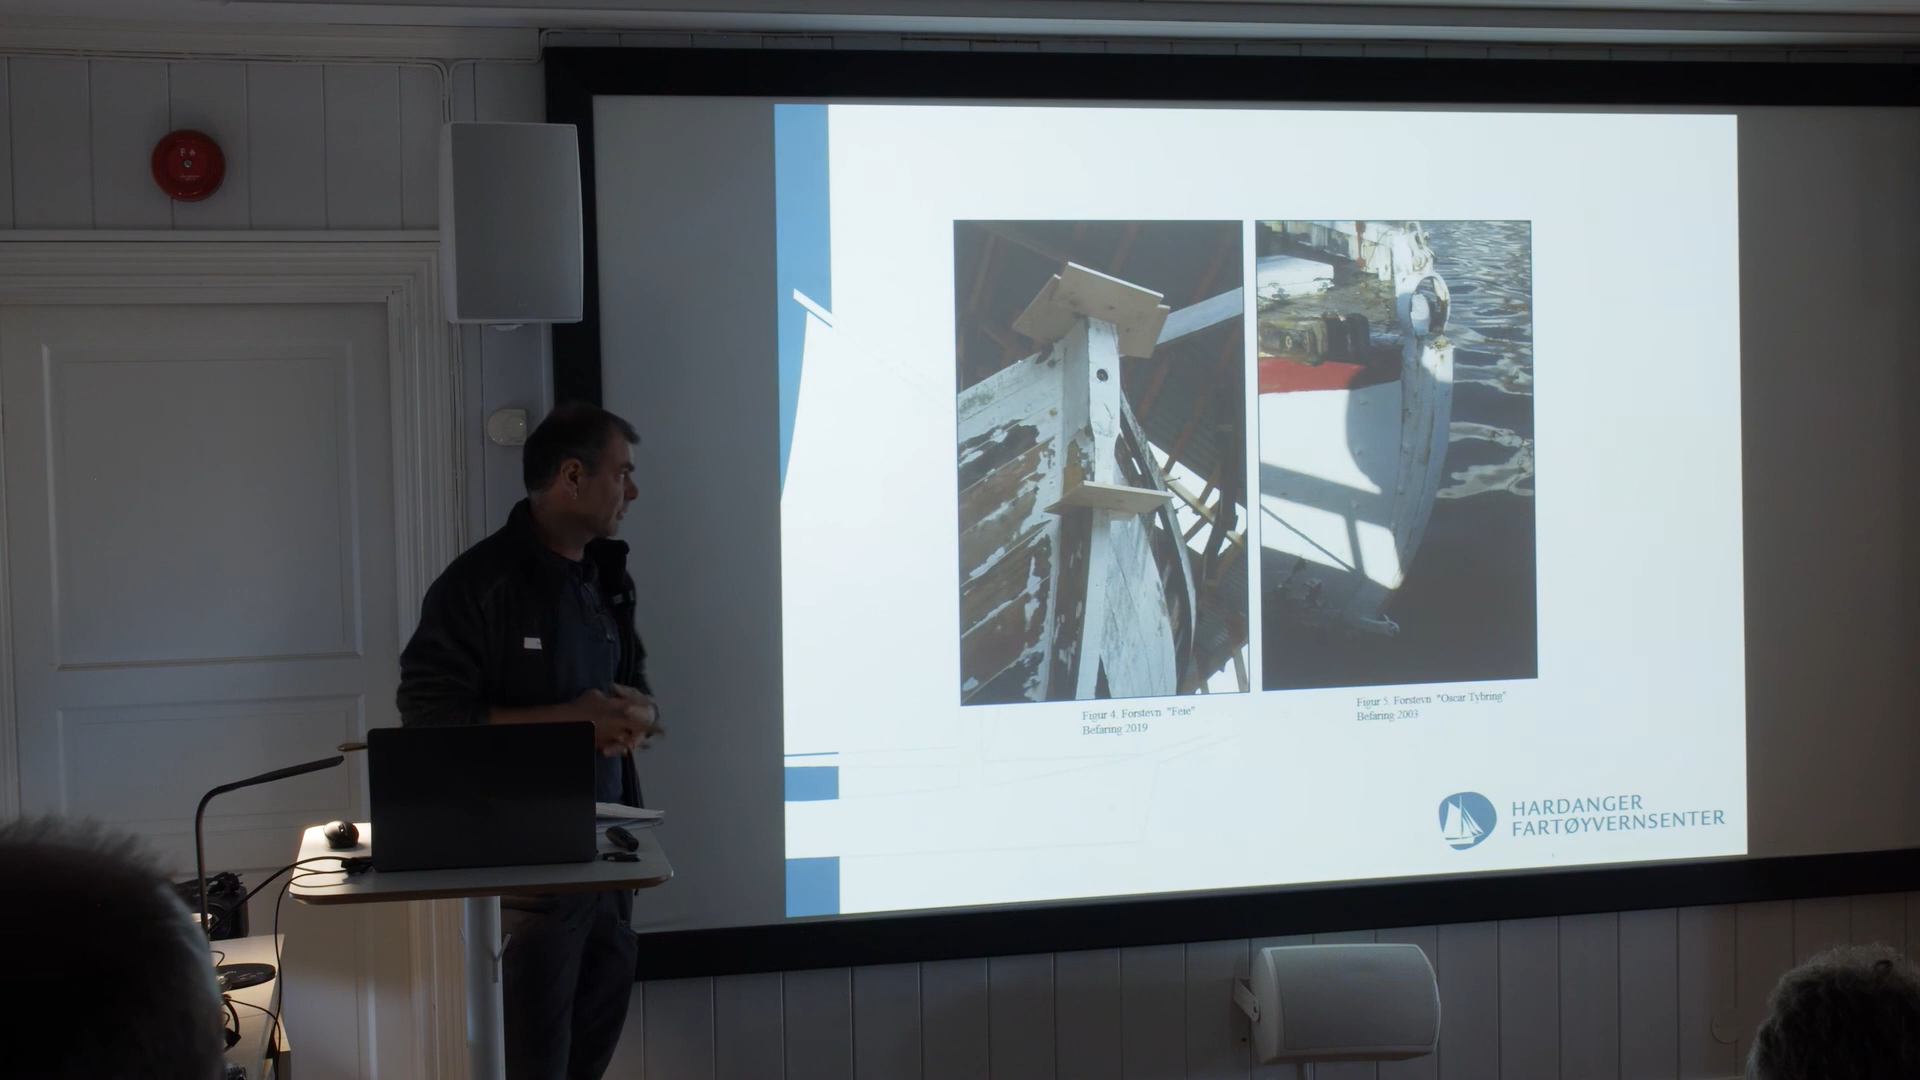 Figur 4. Forstevn "Feie"
Befaring 2019
Figur 5. Forstevn "Oscar Tybring"
Befaring 2003
HARDANGER
FARTØYVERNSENTER